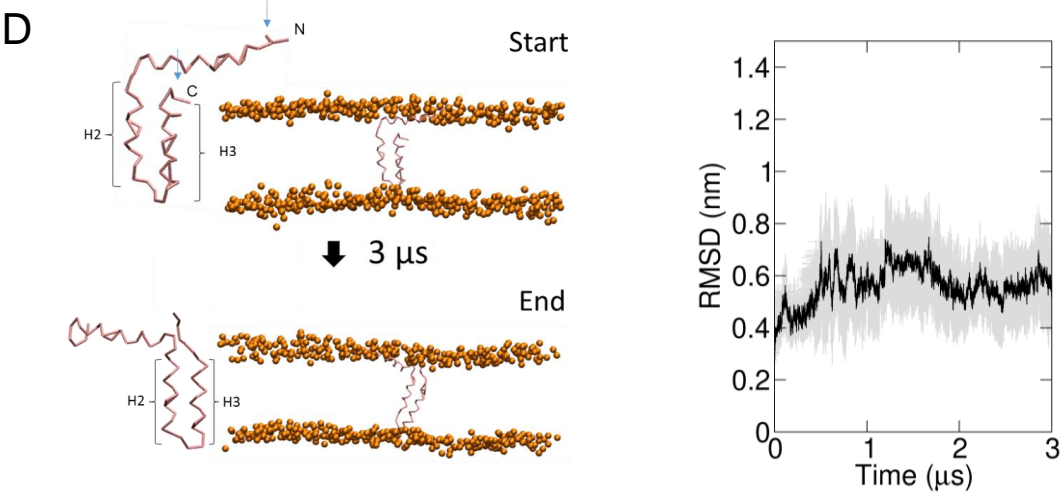 D
N
Start
C
H2
H3
3 µs
End
H2
H3
RMSD (nm)
1.4
1.2
1
0.8
0.6
0.4
0.2
0
0 1 2 3
Time (µs)